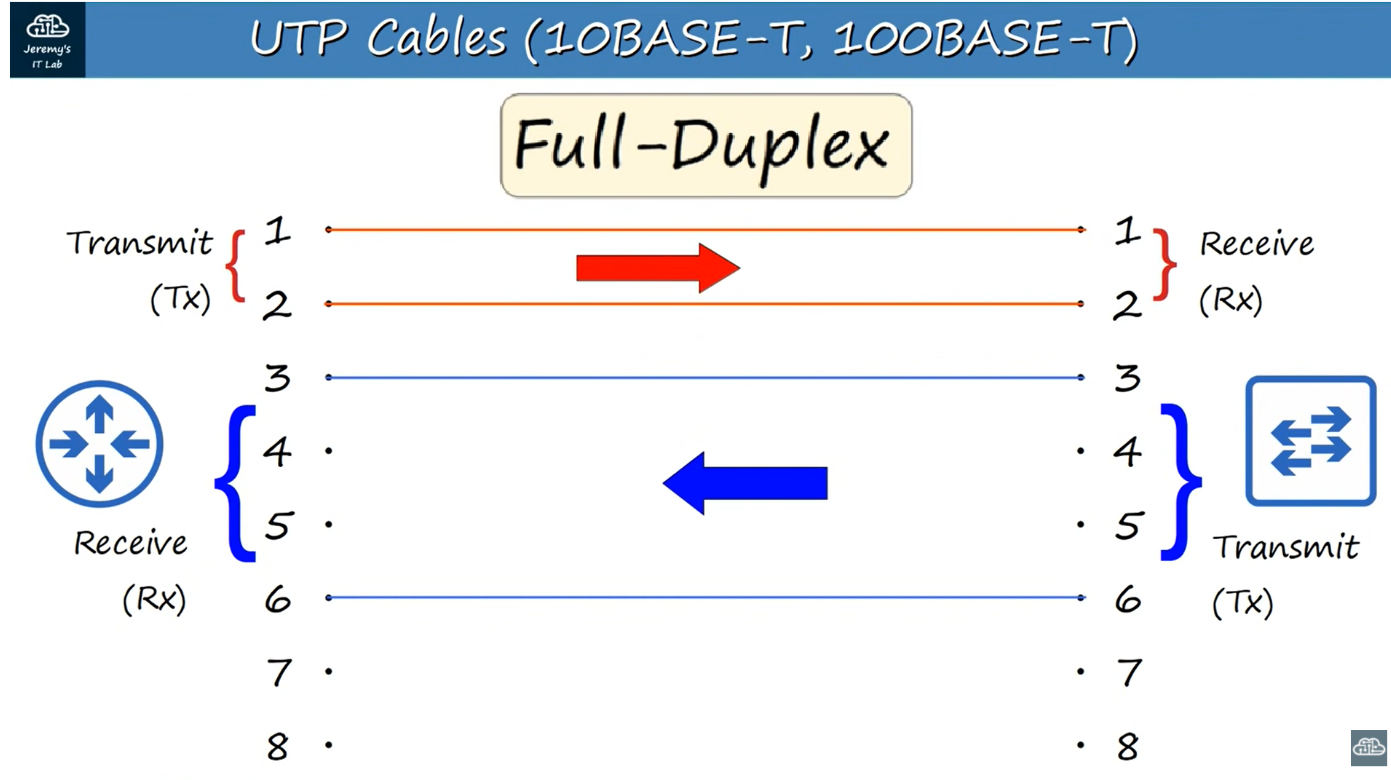 Jeremy's
IT Lab
UTP Cables (10BASE-T, 100BASE-T)
Full-Duplex
Transmit
(Tx)
1
1
Receive
(Rx)
2
2
3
3
4
4
5
5
Receive
(Rx)
Transmit
(Tx)
6
6
7
7
8
8